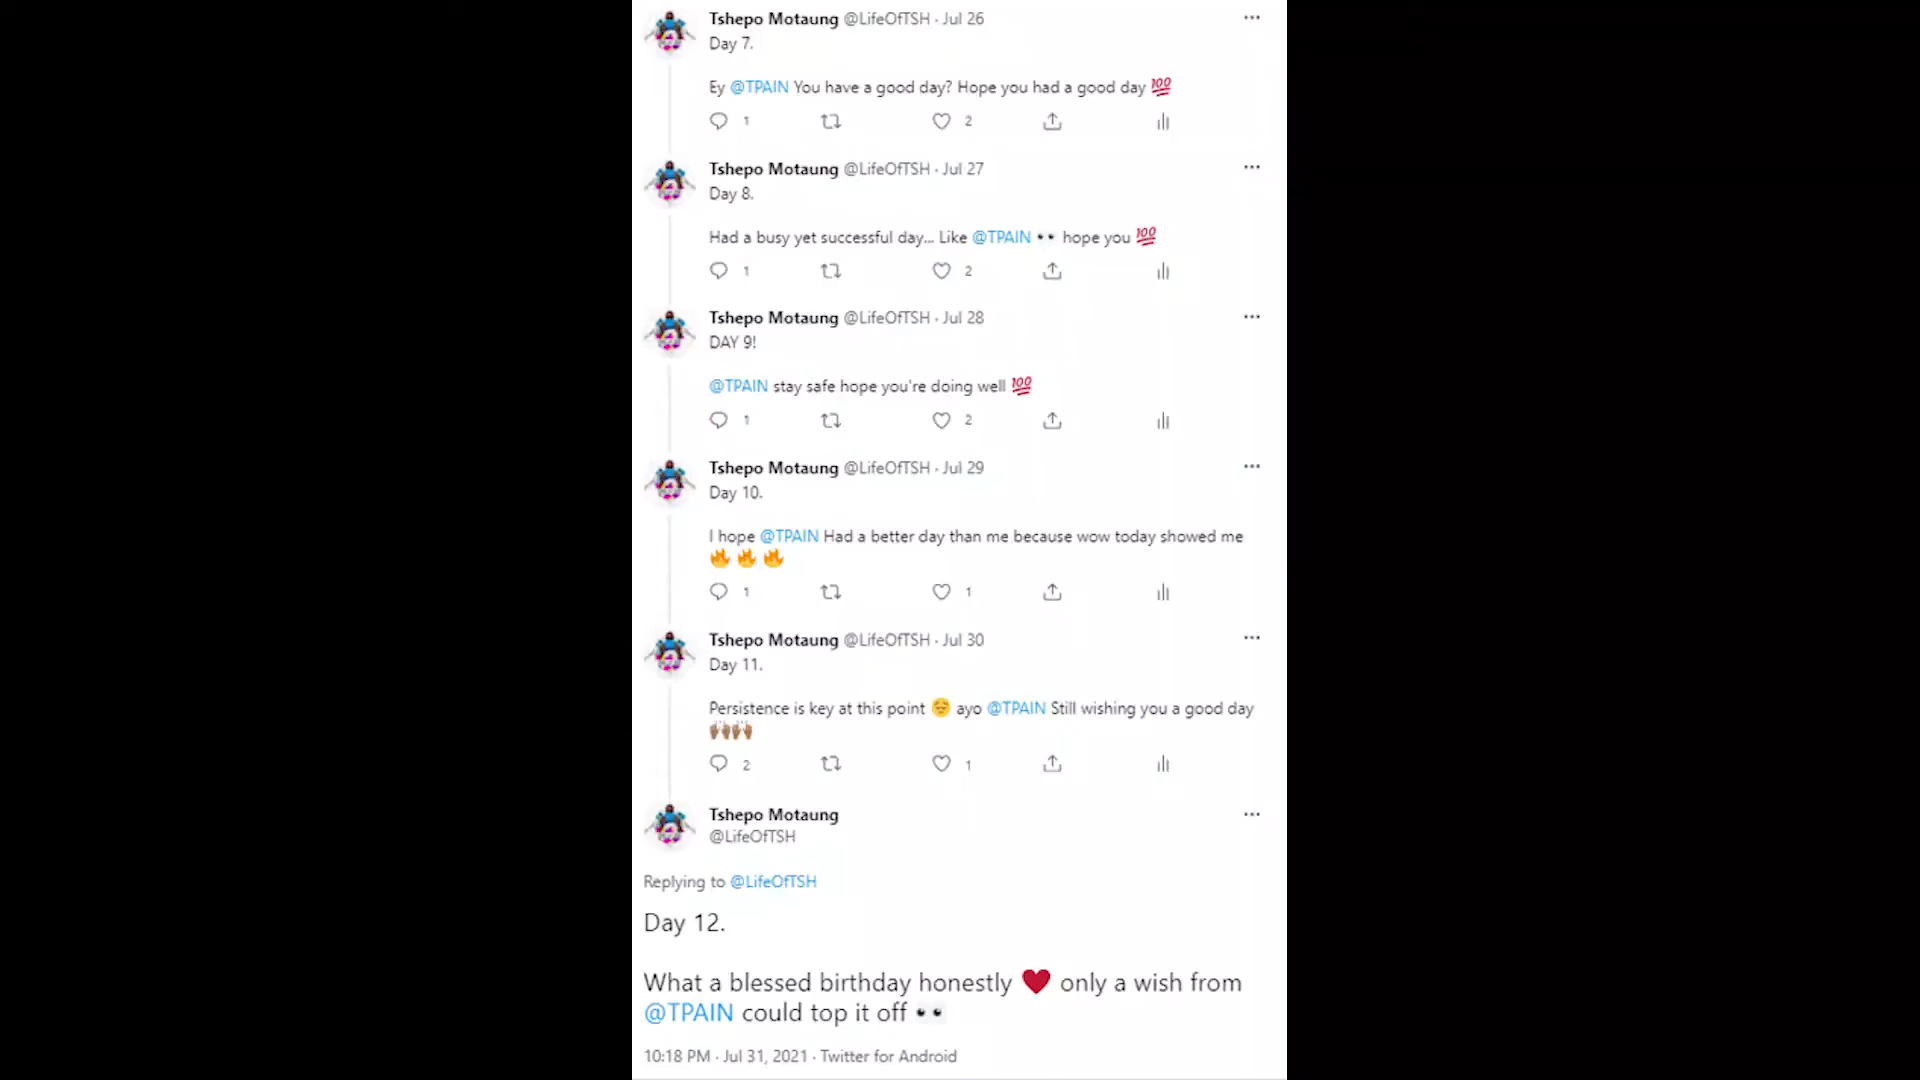 Tshepo Motaung @LifeOfTSH · Jul 26
Day 7.
Ey @TPAIN You have a good day? Hope you had a good day 💯
1 2
Tshepo Motaung @LifeOfTSH · Jul 27
Day 8.
Had a busy yet successful day... Like @TPAIN 👀 hope you 💯
1 2
Tshepo Motaung @LifeOfTSH · Jul 28
DAY 9!
@TPAIN stay safe hope you're doing well 💯
1 2
Tshepo Motaung @LifeOfTSH · Jul 29
Day 10.
I hope @TPAIN Had a better day than me because wow today showed me
🔥🔥🔥
1 1
Tshepo Motaung @LifeOfTSH · Jul 30
Day 11.
Persistence is key at this point 😔 ayo @TPAIN Still wishing you a good day
🙌🏾🙌🏾
2 1
Tshepo Motaung
@LifeOfTSH
Replying to @LifeOfTSH
Day 12.
What a blessed birthday honestly ❤️ only a wish from
@TPAIN could top it off 👀
10:18 PM · Jul 31, 2021 · Twitter for Android